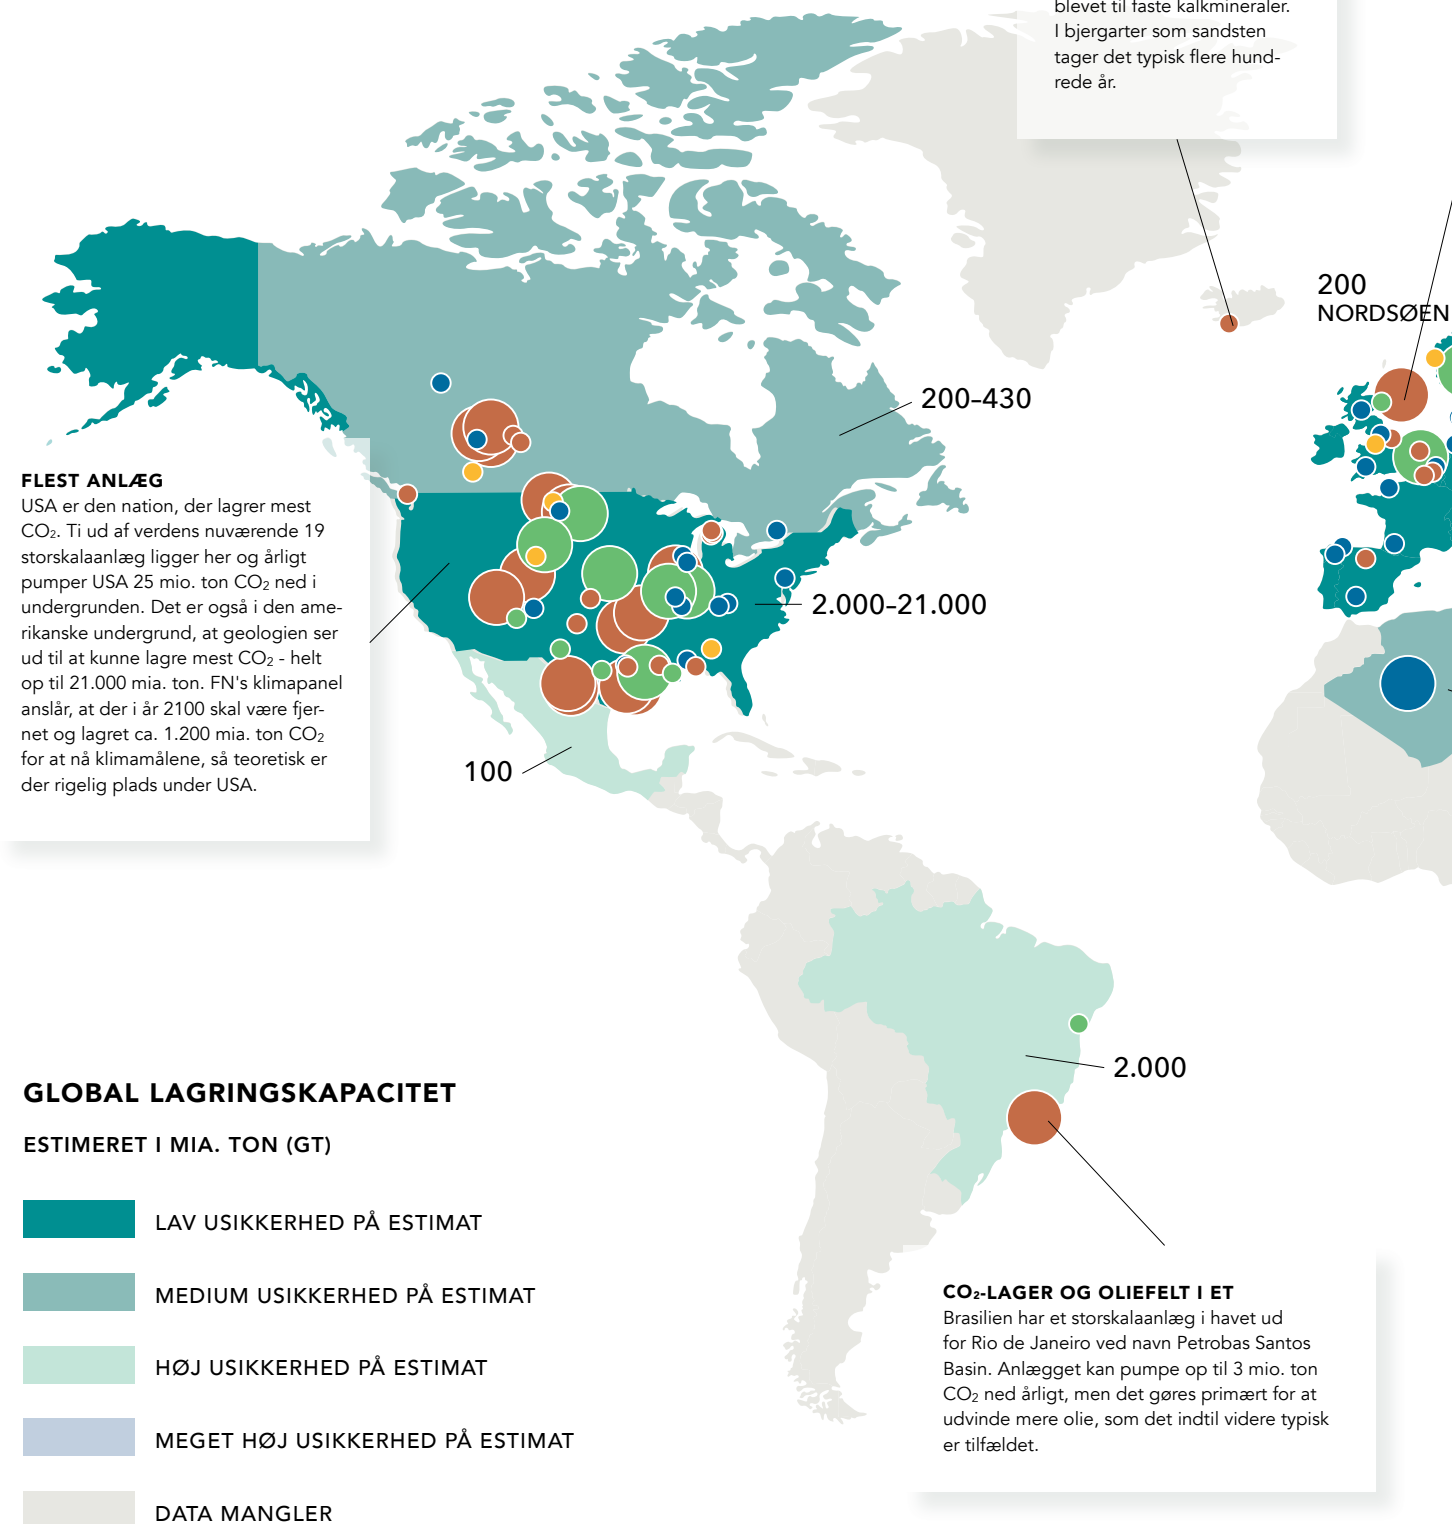 blevet til faste kalkmineraler.
I bjergarter som sandsten
tager det typisk flere hund-
rede år.
200
NORDSØEN
200–430
FLEST ANLÆG
USA er den nation, der lagrer mest
CO₂. Ti ud af verdens nuværende 19
storskalaanlæg ligger her og årligt
pumper USA 25 mio. ton CO₂ ned i
undergrunden. Det er også i den ame-
rikanske undergrund, at geologien ser
ud til at kunne lagre mest CO₂ - helt
op til 21.000 mia. ton. FN's klimapanel
anslår, at der i år 2100 skal være fjer-
net og lagret ca. 1.200 mia. ton CO₂
for at nå klimamålene, så teoretisk er
der rigelig plads under USA.
2.000–21.000
100
2.000
GLOBAL LAGRINGSKAPACITET
ESTIMERET I MIA. TON (GT)
LAV USIKKERHED PÅ ESTIMAT
MEDIUM USIKKERHED PÅ ESTIMAT
HØJ USIKKERHED PÅ ESTIMAT
MEGET HØJ USIKKERHED PÅ ESTIMAT
DATA MANGLER
CO₂-LAGER OG OLIEFELT I ET
Brasilien har et storskalaanlæg i havet ud
for Rio de Janeiro ved navn Petrobas Santos
Basin. Anlægget kan pumpe op til 3 mio. ton
CO₂ ned årligt, men det gøres primært for at
udvinde mere olie, som det indtil videre typisk
er tilfældet.